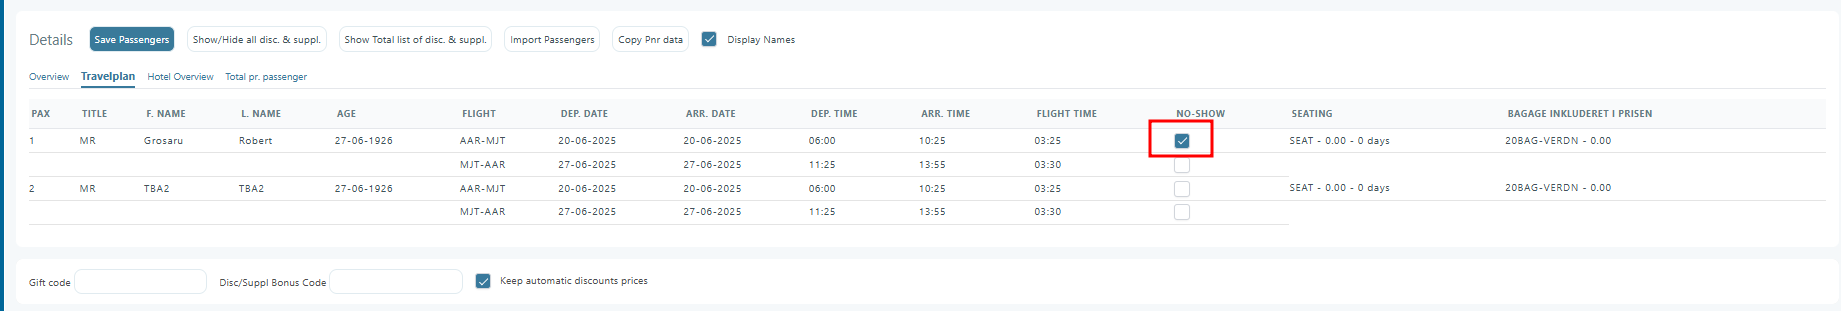 Details Save Passengers Show/Hide all disc. & suppl. Show Total list of disc. & suppl. Import Passengers Copy Pnr data Display Names
Overview Travelplan Hotel Overview Total pr. passenger
PAX TITLE F. NAME L. NAME AGE FLIGHT DEP. DATE ARR. DATE DEP. TIME ARR. TIME FLIGHT TIME NO-SHOW SEATING BAGAGE INKLUDERET I PRISEN
1 MR Grosaru Robert 27-06-1926 AAR-MJT 20-06-2025 20-06-2025 06:00 10:25 03:25 SEAT - 0.00 - 0 days 20BAG-VERDN - 0.00
MJT-AAR 27-06-2025 27-06-2025 11:25 13:55 03:30
2 MR TBA2 TBA2 27-06-1926 AAR-MJT 20-06-2025 20-06-2025 06:00 10:25 03:25 SEAT - 0.00 - 0 days 20BAG-VERDN - 0.00
MJT-AAR 27-06-2025 27-06-2025 11:25 13:55 03:30
Gift code Disc/Suppl Bonus Code Keep automatic discounts prices